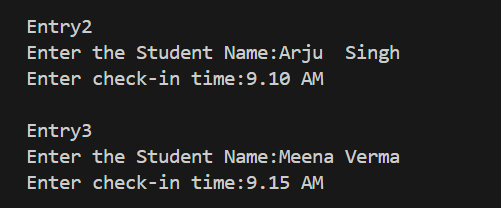 Entry2
Enter the Student Name:Arju  Singh
Enter check-in time:9.10 AM
Entry3
Enter the Student Name:Meena Verma
Enter check-in time:9.15 AM